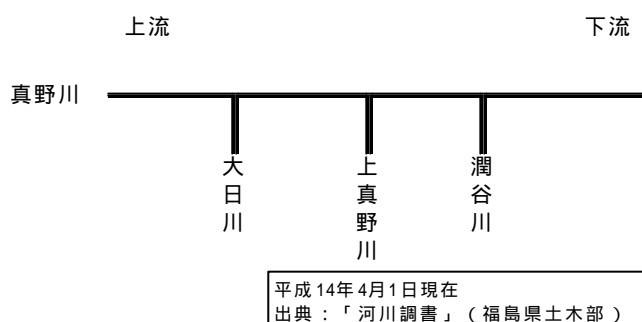 上流
下流
真野川
大日川
上真野川
潤谷川
平成14年4月1日現在
出典：「河川調書」（福島県土木部）